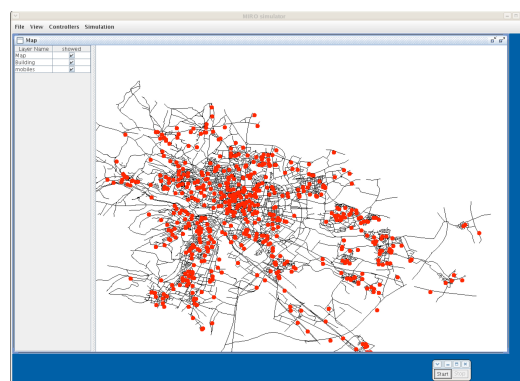 File View Controllers Simulation
Map
Layer Name showed
Map
Building
mobiles
Start